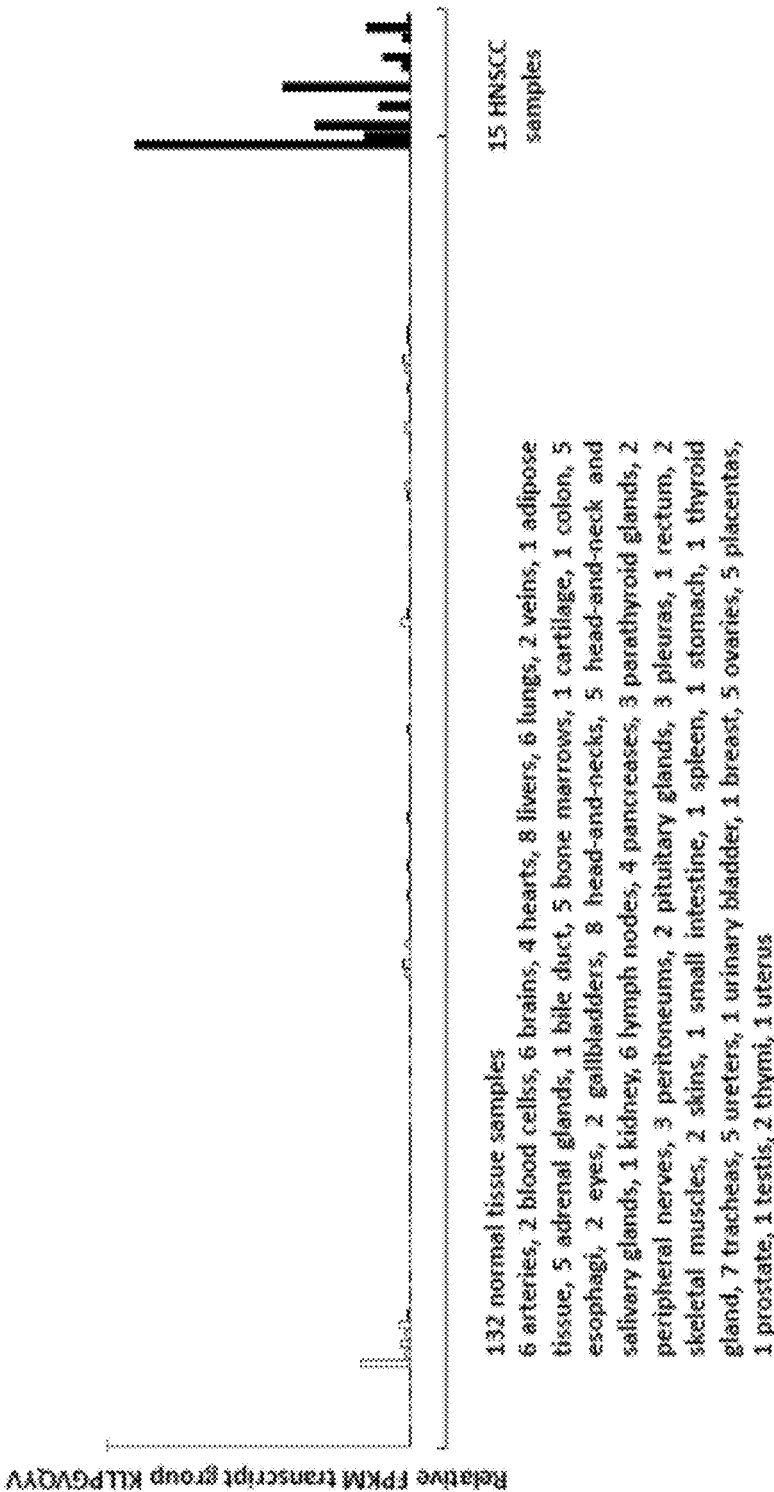 Relative FPKM transcript group KLLPGVQYV
132 normal tissue samples
6 arteries, 2 blood cellss, 6 brains, 4 hearts, 8 livers, 6 lungs, 2 veins, 1 adipose
tissue, 5 adrenal glands, 1 bile duct, 5 bone marrows, 1 cartilage, 1 colon, 5
esophagi, 2 eyes, 2 gallbladders, 8 head-and-necks, 5 head-and-neck and
salivary glands, 1 kidney, 6 lymph nodes, 4 pancreases, 3 parathyroid glands, 2
peripheral nerves, 3 peritoneums, 2 pituitary glands, 3 pleuras, 1 rectum, 2
skeletal muscles, 2 skins, 1 small intestine, 1 spleen, 1 stomach, 1 thyroid
gland, 7 tracheas, 5 ureters, 1 urinary bladder, 1 breast, 5 ovaries, 5 placentas,
1 prostate, 1 testis, 2 thymi, 1 uterus
15 HNSCC
samples